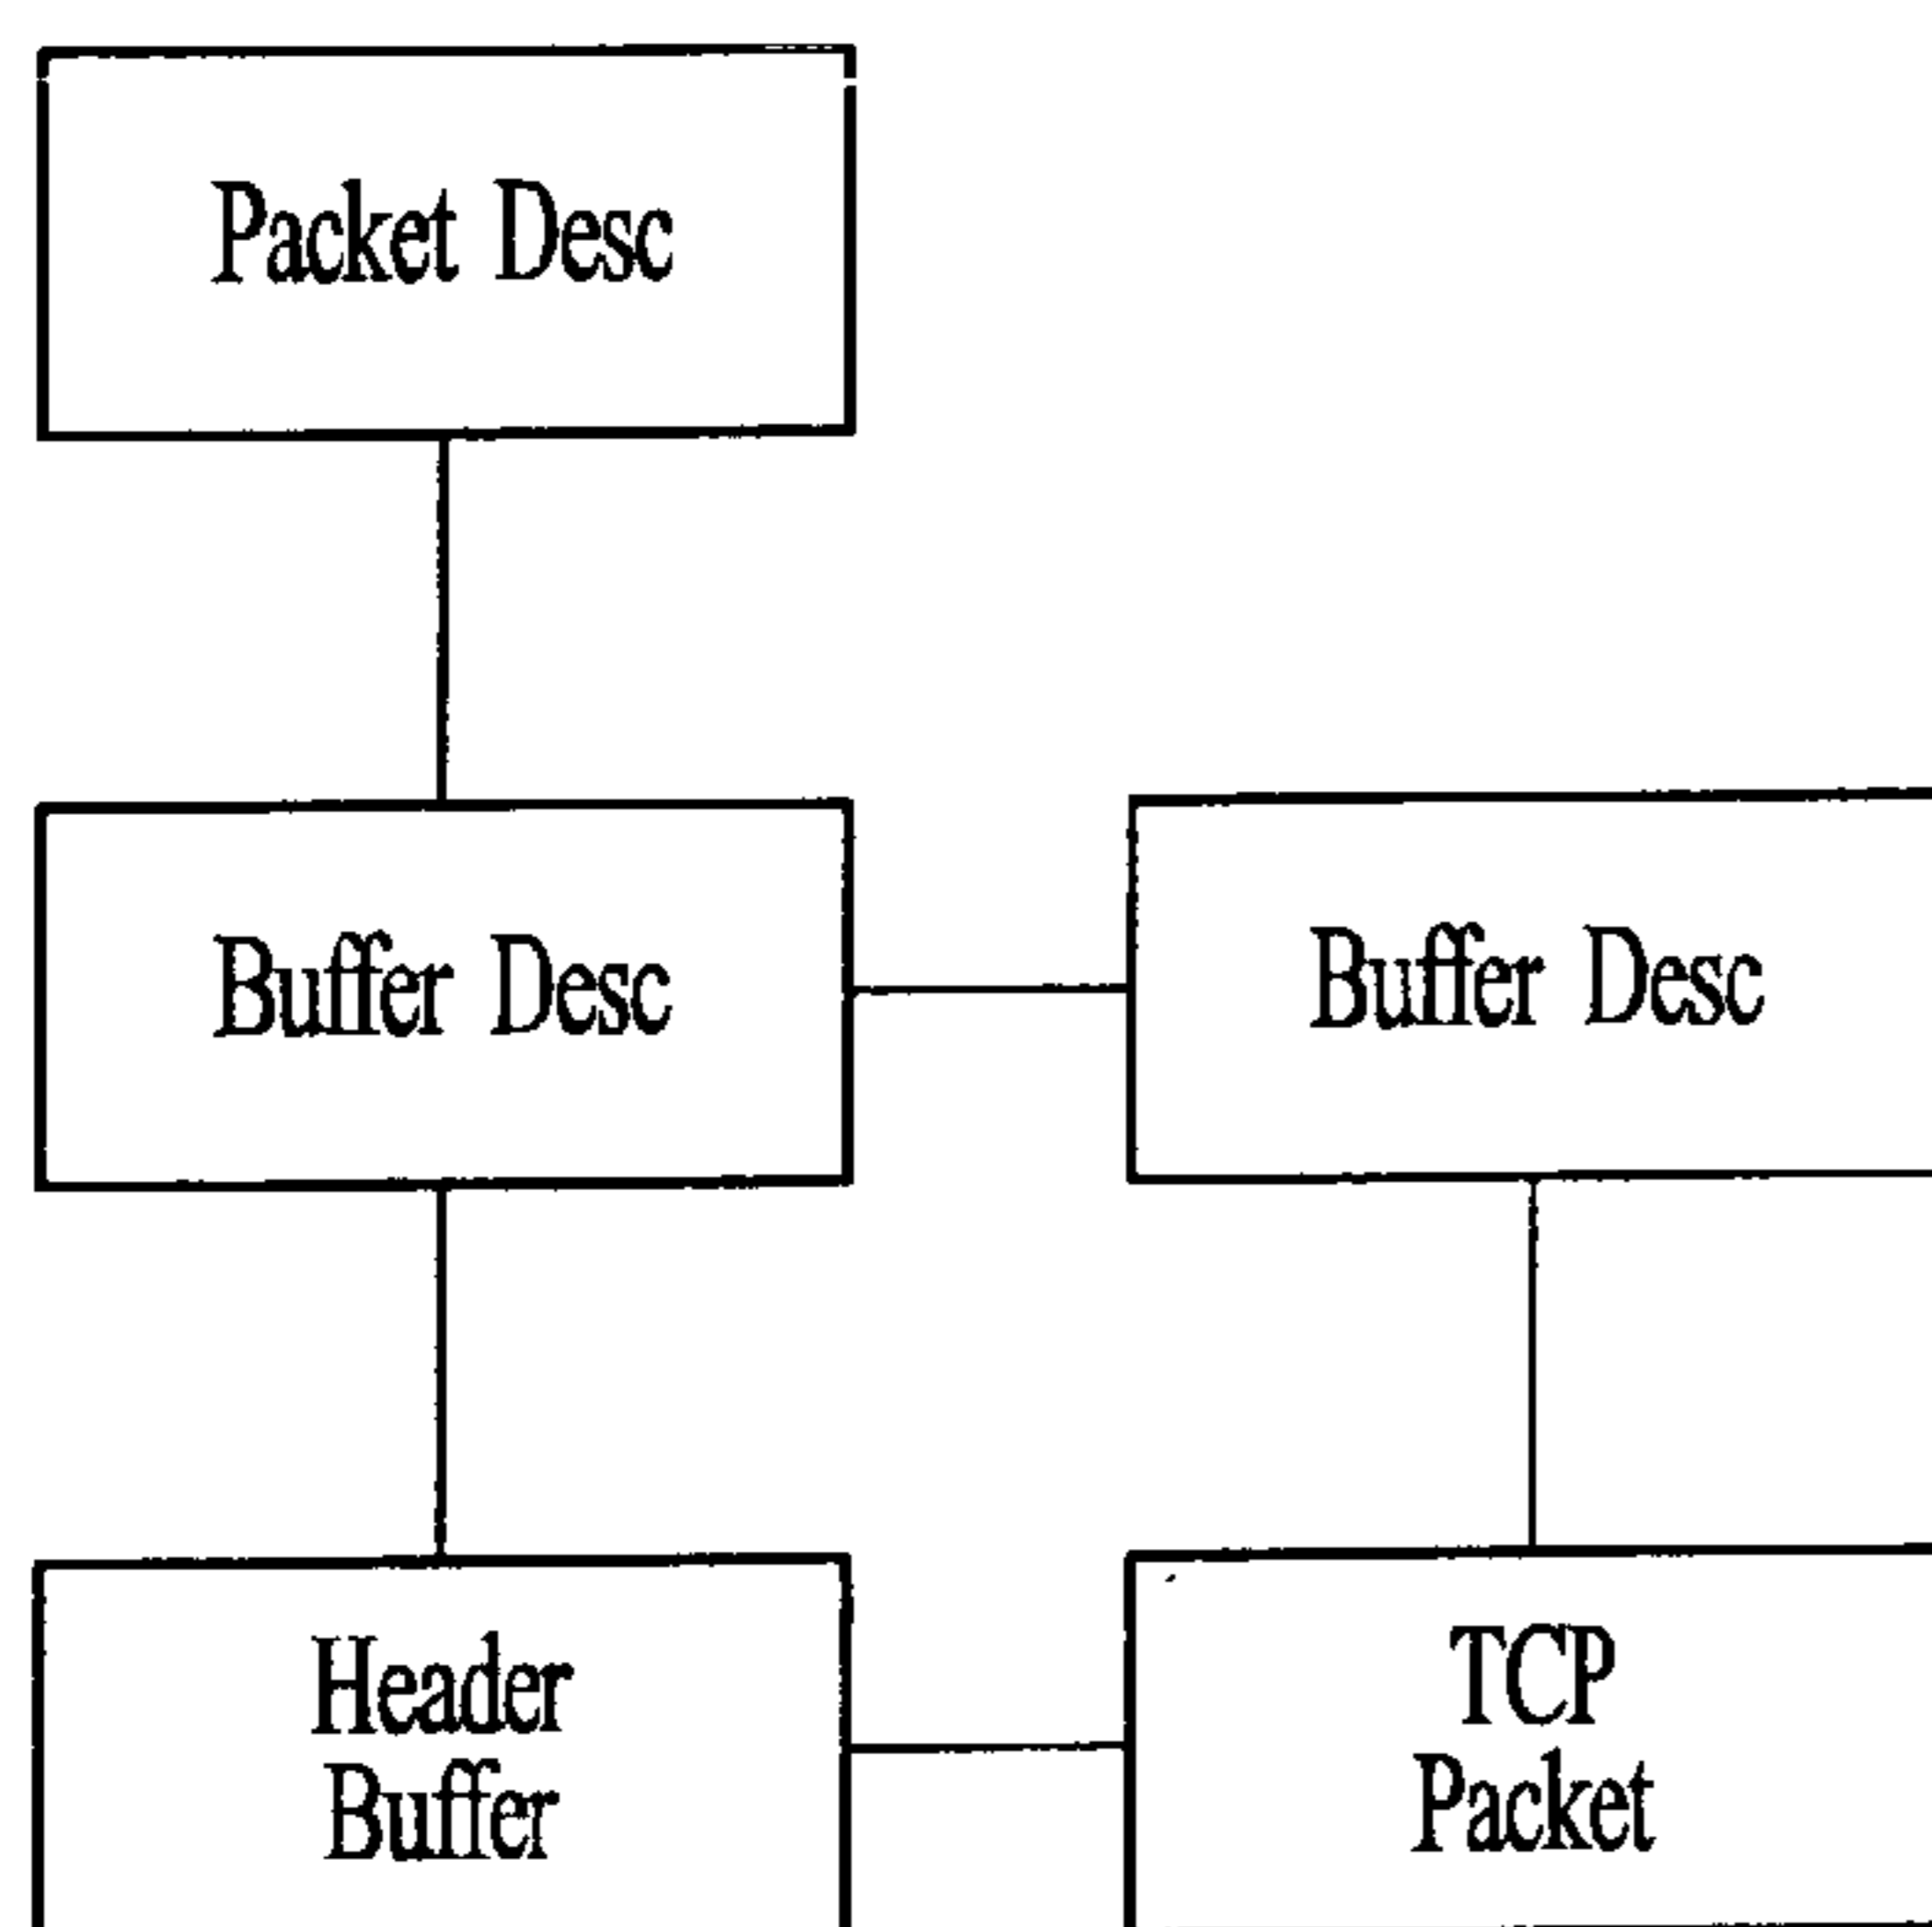 Packet Desc
Buffer Desc
Buffer Desc
Header
Buffer
TCP
Packet